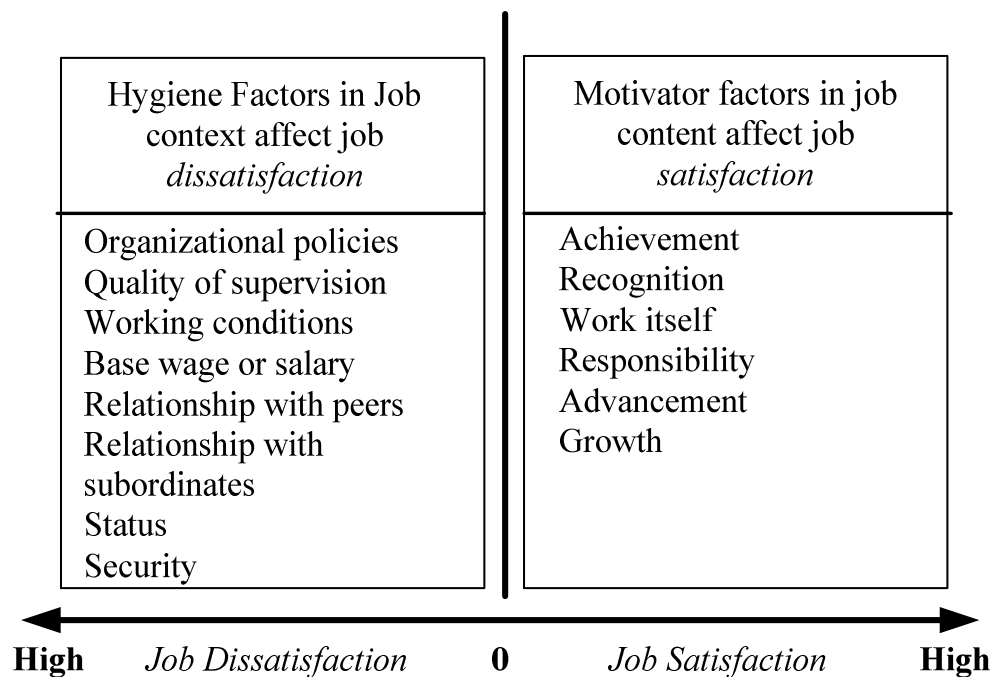 Hygiene Factors in Job
context affect job
dissatisfaction
Organizational policies
Quality of supervision
Working conditions
Base wage or salary
Relationship with peers
Relationship with
subordinates
Status
Security
Motivator factors in job
content affect job
satisfaction
Achievement
Recognition
Work itself
Responsibility
Advancement
Growth
High Job Dissatisfaction 0 Job Satisfaction High